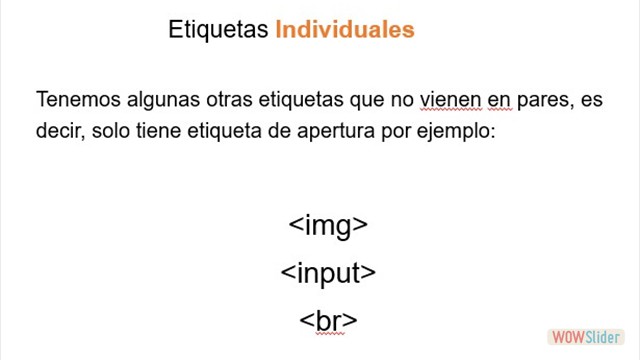 Etiquetas Individuales
Tenemos algunas otras etiquetas que no vienen en pares, es
decir, solo tiene etiqueta de apertura por ejemplo:
<img>
<input>
<br>
WOWSlider